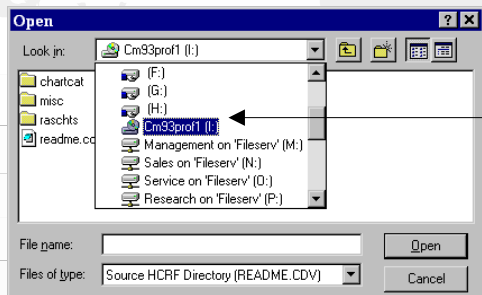 Open
Look in: Cm93prof1 (I:)
chartcat
misc
raschts
readme.cc
(F:)
(G:)
(H:)
Cm93prof1 (I:
Management on 'Fileserv' (M:)
Sales on 'Fileserv' (N:)
Service on 'Fileserv' (O:)
Research on 'Fileserv' (P:)
File name:
Open
Files of type: Source HCRF Directory (README.CDV)
Cancel